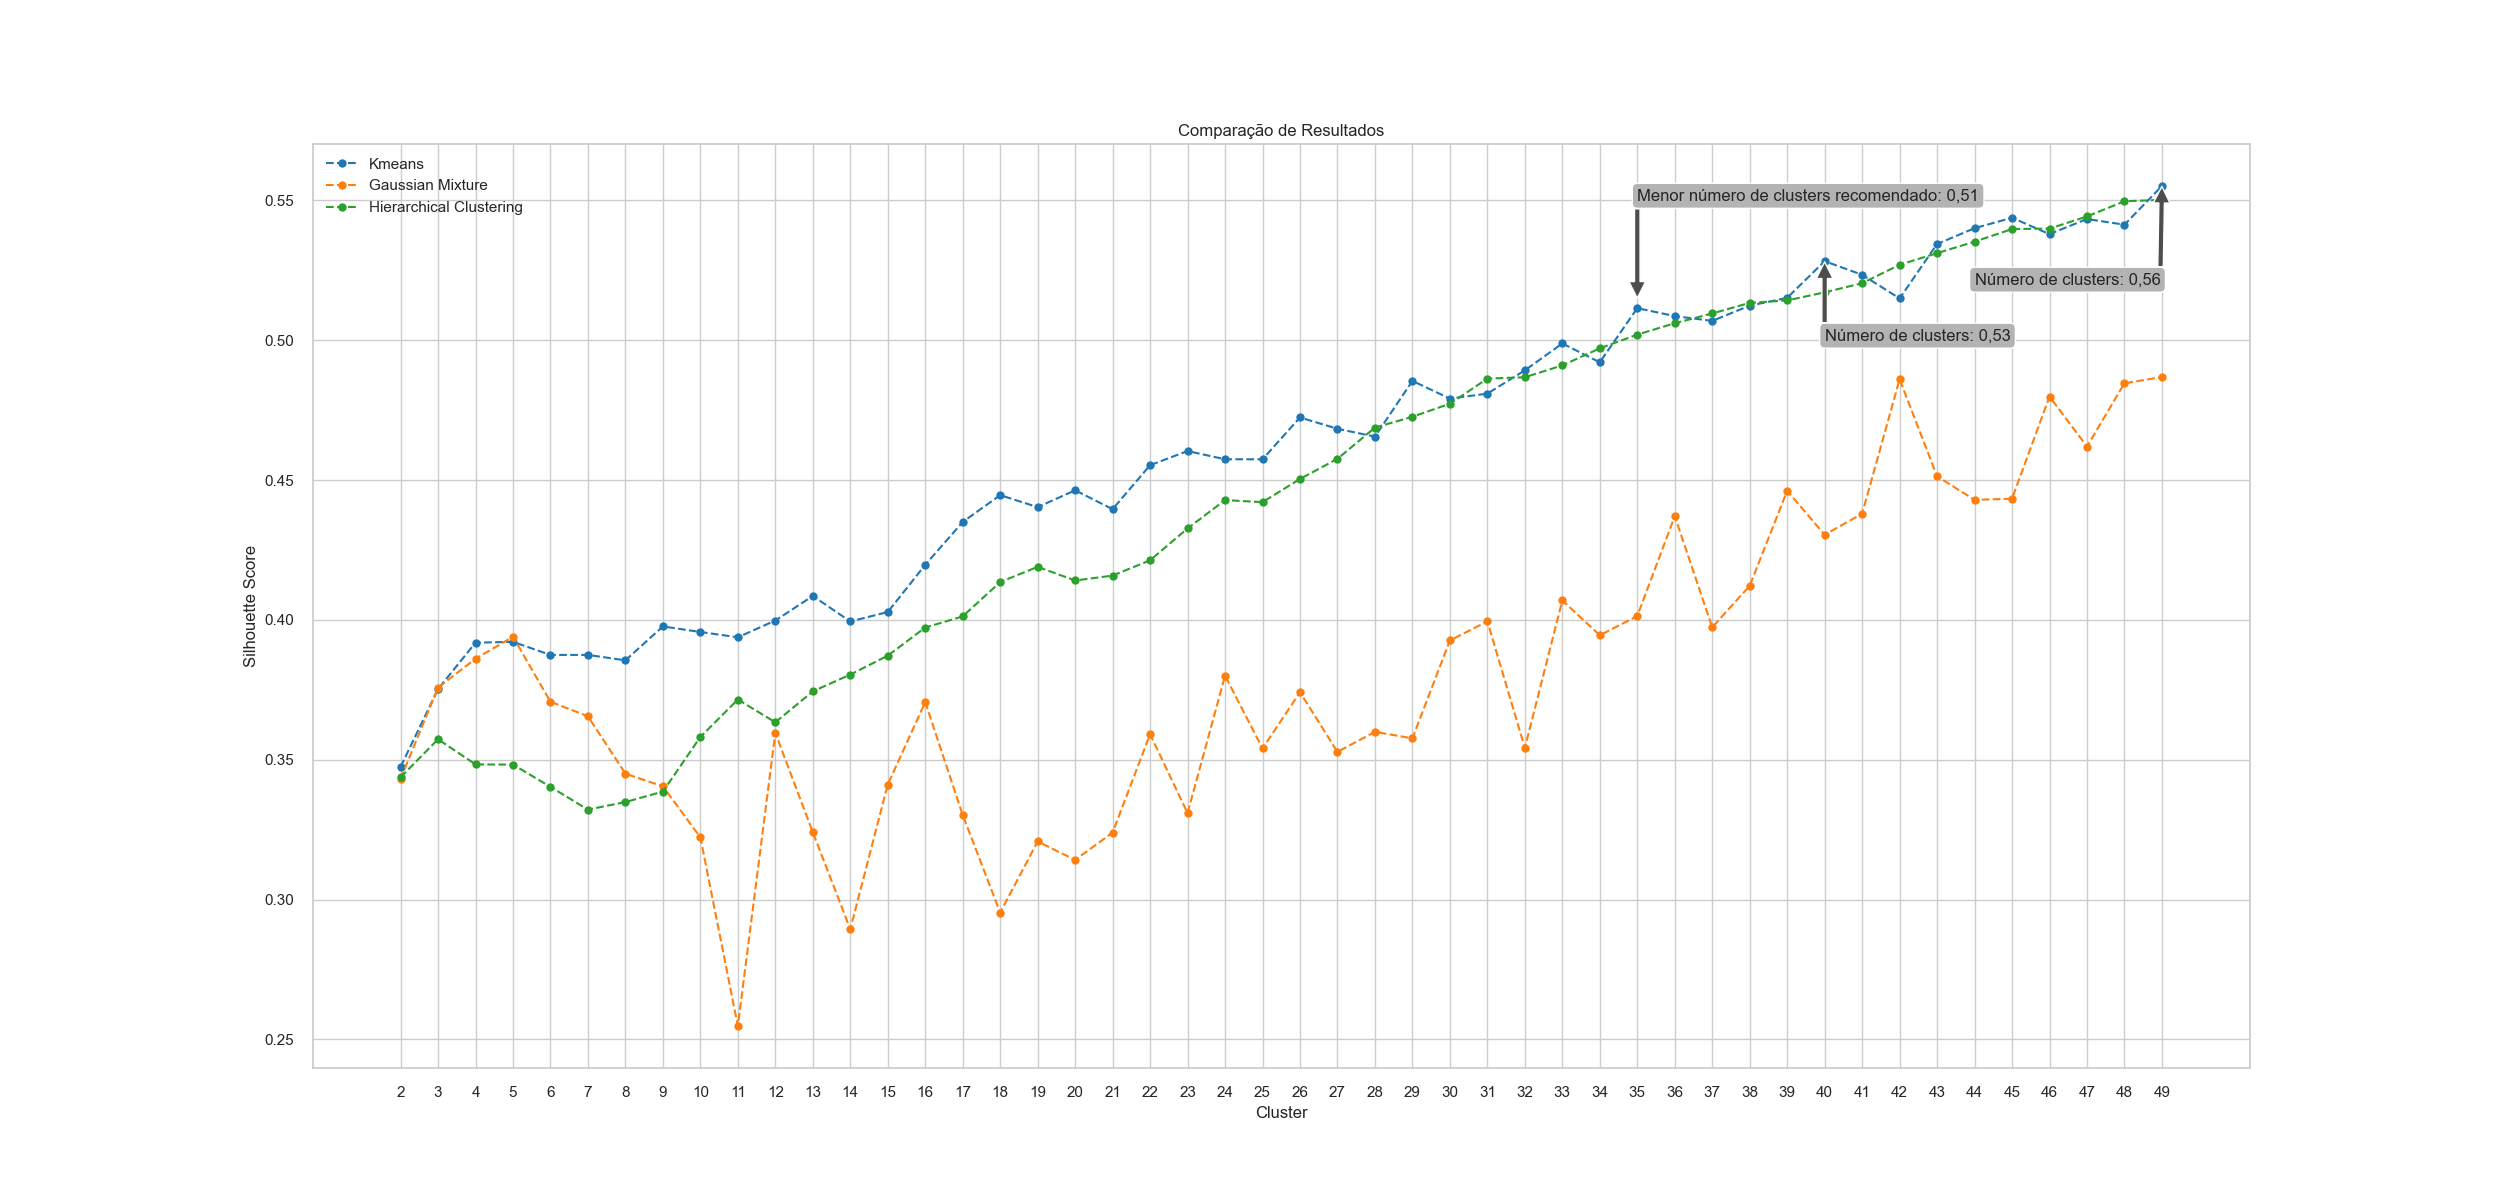 Comparação de Resultados
Kmeans
Gaussian Mixture
Hierarchical Clustering
Menor número de clusters recomendado: 0,51
Número de clusters: 0,56
Número de clusters: 0,53
Silhouette Score
0.55
0.50
0.45
0.40
0.35
0.30
0.25
2 3 4 5 6 7 8 9 10 11 12 13 14 15 16 17 18 19 20 21 22 23 24 25 26 27 28 29 30 31 32 33 34 35 36 37 38 39 40 41 42 43 44 45 46 47 48 49
Cluster